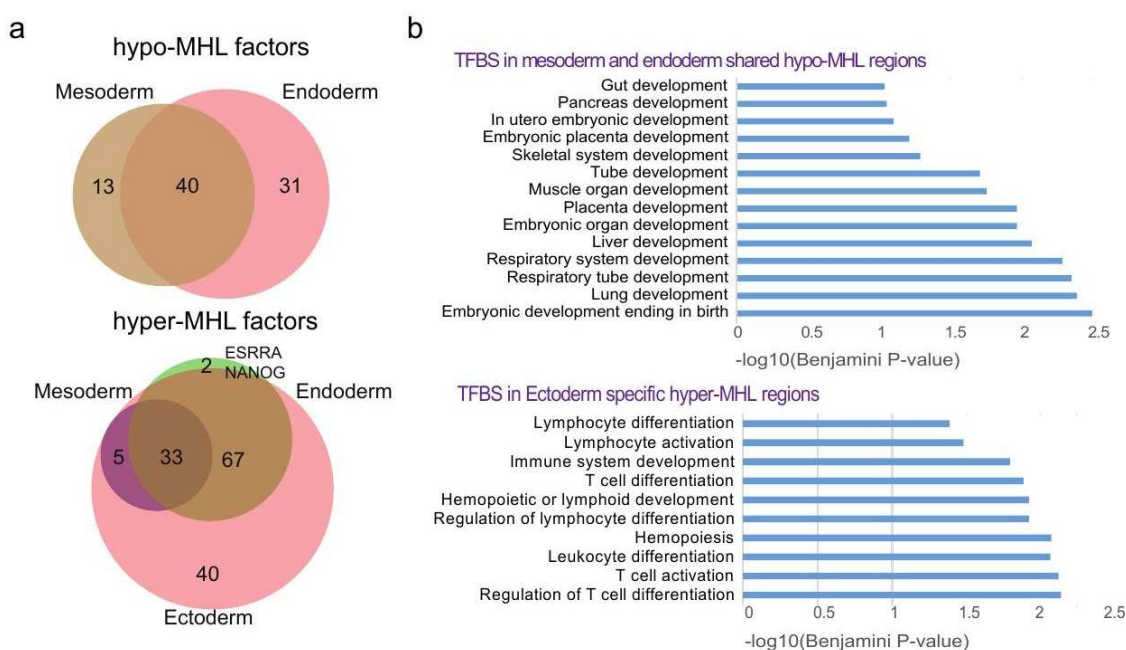 a
hypo-MHL factors
Mesoderm
Endoderm
13
40
31
hyper-MHL factors
2
ESRRA
NANOG
Mesoderm
Endoderm
5
33
67
40
Ectoderm
b
TFBS in mesoderm and endoderm shared hypo-MHL regions
Gut development
Pancreas development
In utero embryonic development
Embryonic placenta development
Skeletal system development
Tube development
Muscle organ development
Placenta development
Embryonic organ development
Liver development
Respiratory system development
Respiratory tube development
Lung development
Embryonic development ending in birth
0 0.5 1 1.5 2 2.5
-log10(Benjamini P-value)
TFBS in Ectoderm specific hyper-MHL regions
Lymphocyte differentiation
Lymphocyte activation
Immune system development
T cell differentiation
Hemopoietic or lymphoid development
Regulation of lymphocyte differentiation
Hemopoiesis
Leukocyte differentiation
T cell activation
Regulation of T cell differentiation
0 0.5 1 1.5 2 2.5
-log10(Benjamini P-value)